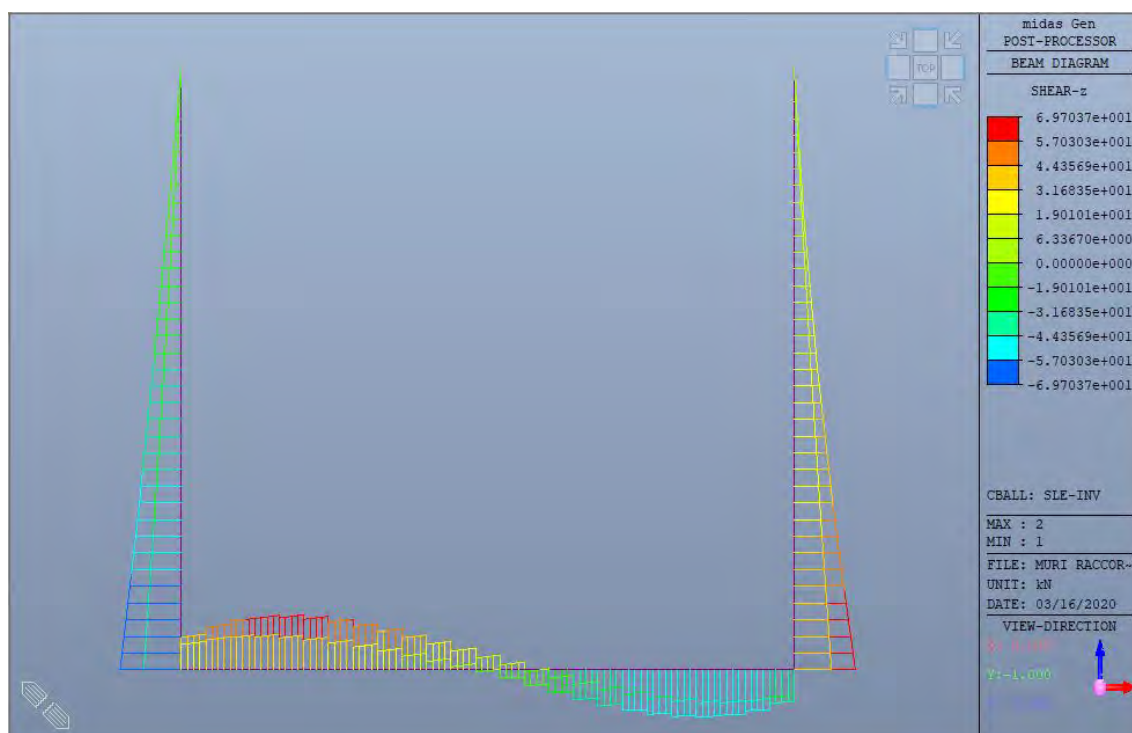 midas Gen
POST-PROCESSOR
BEAM DIAGRAM
SHEAR-z
6.97037e+001
5.70303e+001
4.43569e+001
3.16835e+001
1.90101e+001
6.33670e+000
0.00000e+000
-1.90101e+001
-3.16835e+001
-4.43569e+001
-5.70303e+001
-6.97037e+001
CBALL: SLE-INV
MAX : 2
MIN : 1
FILE: MURI RACCOR~
UNIT: kN
DATE: 03/16/2020
VIEW-DIRECTION
Y:-1.000
TOP